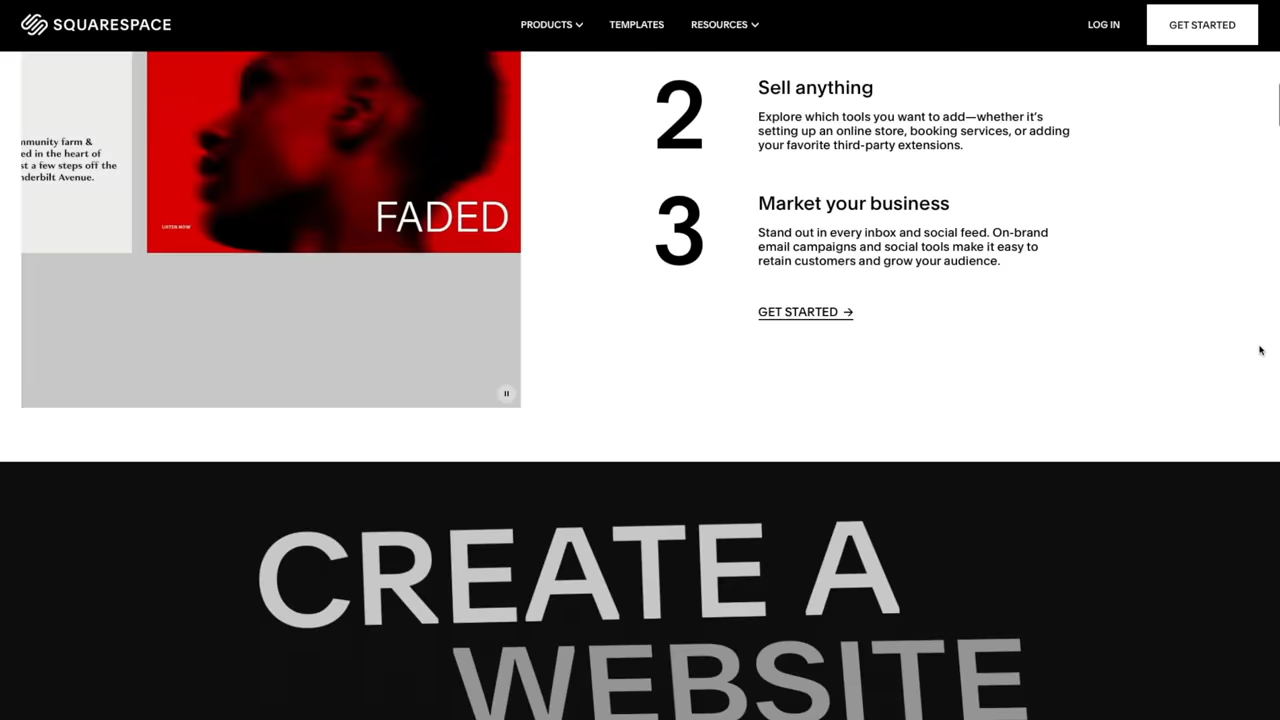 SQUARESPACE
PRODUCTS
TEMPLATES
RESOURCES
LOG IN
GET STARTED
mmunity farm &
ed in the heart of
st a few steps off the
nderbilt Avenue.
LISTEN NOW
FADED
2
Sell anything
Explore which tools you want to add—whether it's
setting up an online store, booking services, or adding
your favorite third-party extensions.
3
Market your business
Stand out in every inbox and social feed. On-brand
email campaigns and social tools make it easy to
retain customers and grow your audience.
GET STARTED →
CREATE A
WEBSITE